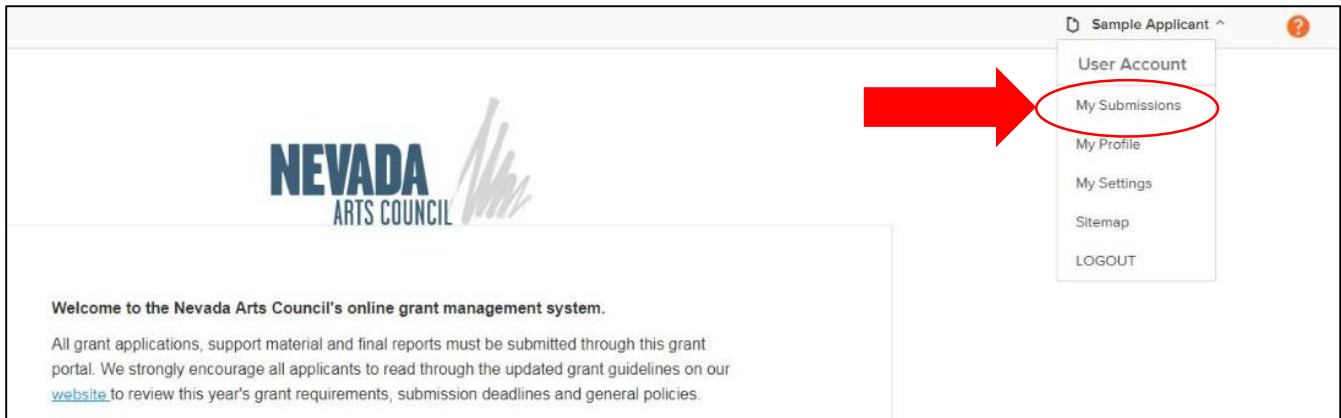 Sample Applicant
?
User Account
My Submissions
My Profile
My Settings
Sitemap
LOGOUT
NEVADA
ARTS COUNCIL
Welcome to the Nevada Arts Council's online grant management system.
All grant applications, support material and final reports must be submitted through this grant
portal. We strongly encourage all applicants to read through the updated grant guidelines on our
website to review this year's grant requirements, submission deadlines and general policies.